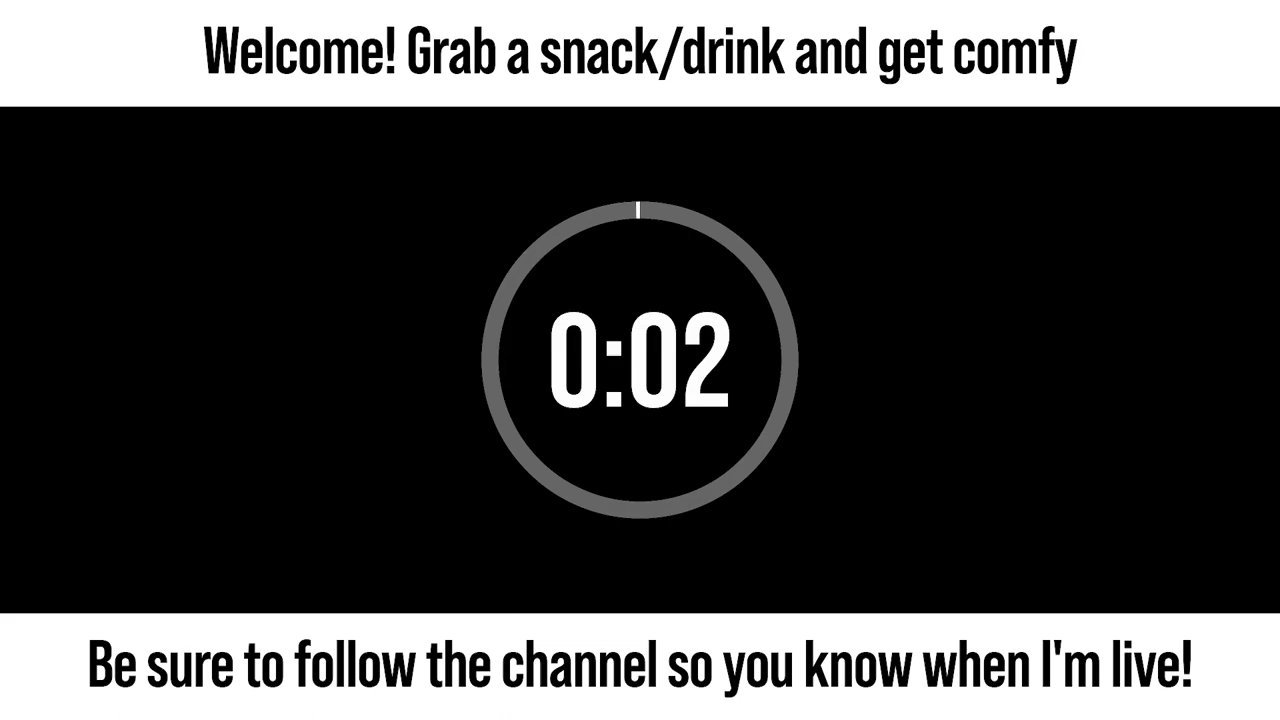 Welcome! Grab a snack/drink and get comfy
0:02
Be sure to follow the channel so you know when I'm live!